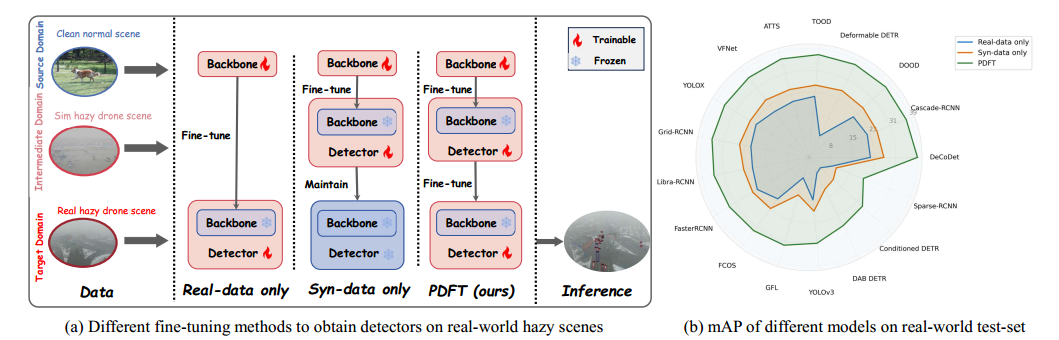 Source Domain
Intermediate Domain
Target Domain
Clean normal scene
Sim hazy drone scene
Real hazy drone scene
Data
Backbone
Fine-tune
Backbone
Detector
Real-data only
Backbone
Fine-tune
Backbone
Detector
Maintain
Backbone
Detector
Syn-data only
Backbone
Fine-tune
Backbone
Detector
Fine-tune
Backbone
Detector
PDFT (ours)
Trainable
Frozen
Inference
(a) Different fine-tuning methods to obtain detectors on real-world hazy scenes
TOOD
ATTS
Deformable DETR
VFNet
DOOD
YOLOX
Cascade-RCNN
Grid-RCNN
DeCoDet
Libra-RCNN
Sparse-RCNN
FasterRCNN
Conditioned DETR
FCOS
DAB DETR
GFL
YOLOv3
8
15
23
31
39
Real-data only
Syn-data only
PDFT
(b) mAP of different models on real-world test-set